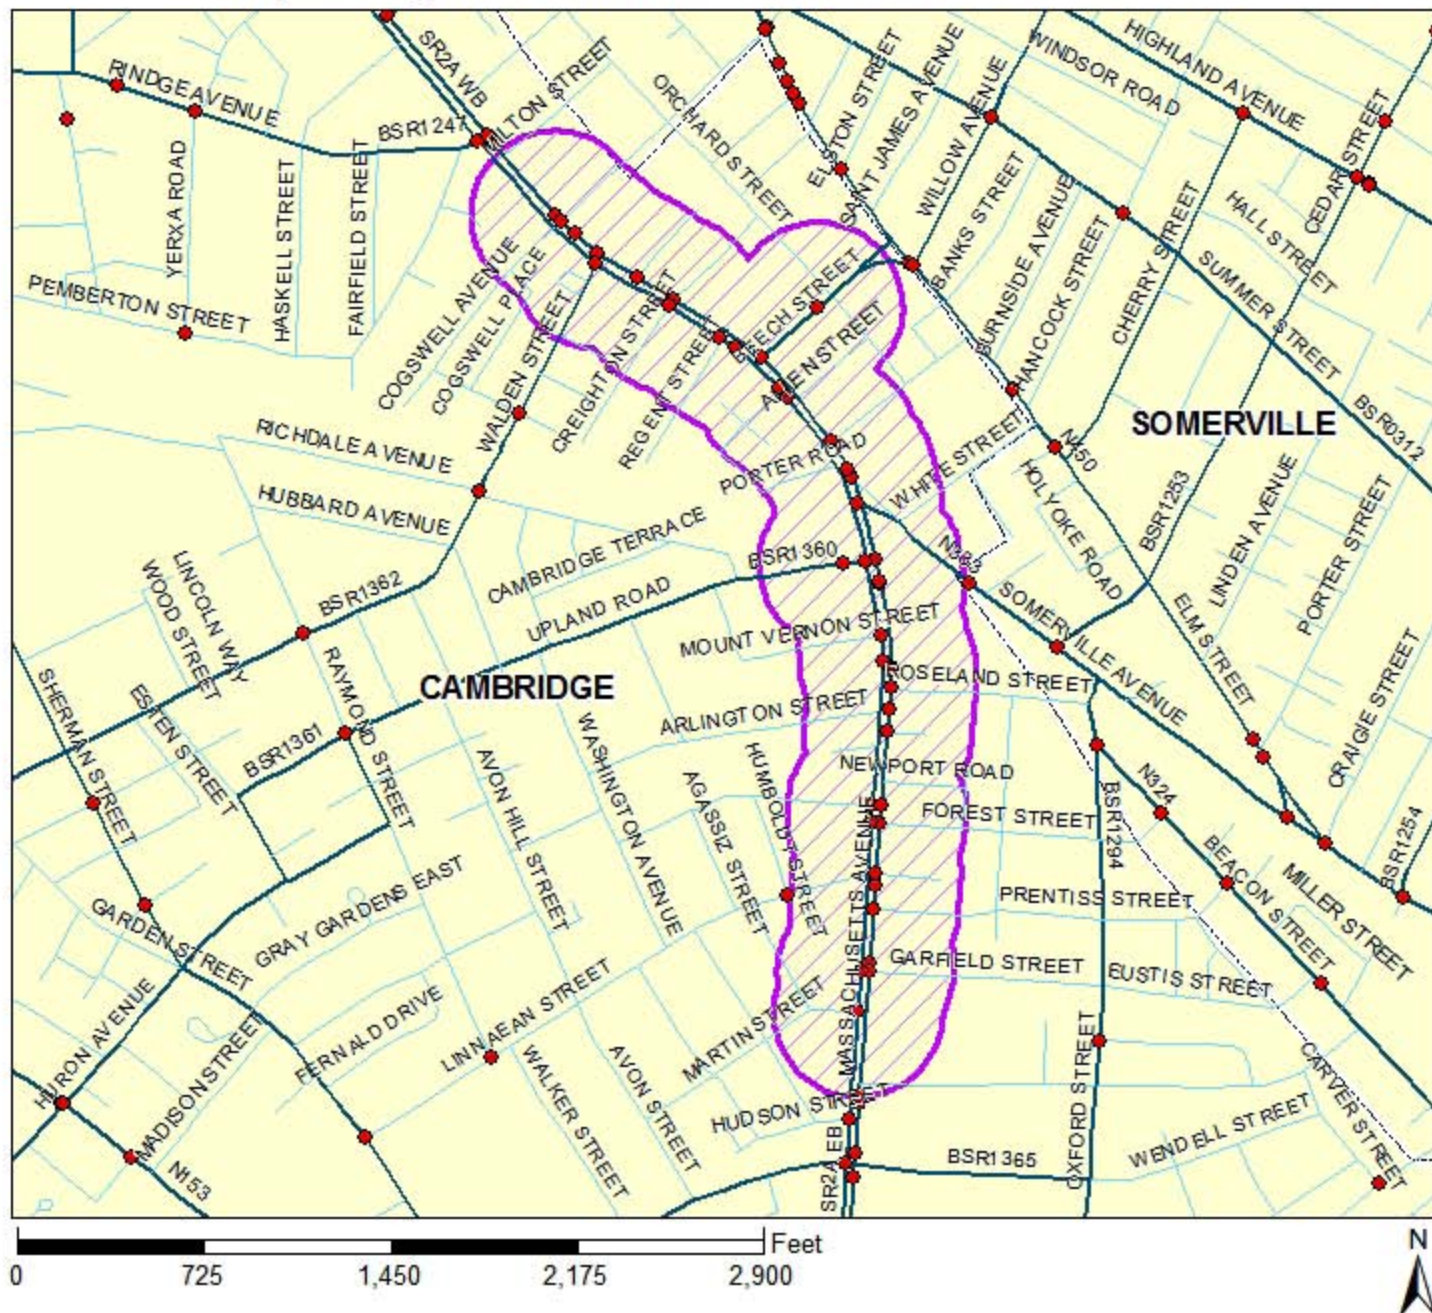 HIGHLAND AVENUE
WINDSOR ROAD
SR2A WB
MILTON STREET
ELSTON STREET
SAINT JAMES AVENUE
WILLOW AVENUE
ORCHARD STREET
RINDGE AVENUE
BSR1247
CEDAR STREET
YERXA ROAD
HASKELL STREET
FAIRFIELD STREET
BANKS STREET
BURNSIDE AVENUE
HANCOCK STREET
CHERRY STREET
HALL STREET
SUMMER STREET
PEMBERTON STREET
COGSWELL AVENUE
COGSWELL PLACE
WALDEN STREET
CREIGHTON STREET
REGENT STREET
BEECH STREET
ALLEN STREET
SOMERVILLE
BSR0312
RICHDALE AVENUE
HUBBARD AVENUE
PORTER ROAD
WHITE STREET
N450
HOLYOKE ROAD
BSR1253
LINDEN AVENUE
PORTER STREET
CAMBRIDGE TERRACE
BSR1360
N363
LINCOLN WAY
WOOD STREET
BSR1362
UPLAND ROAD
MOUNT VERNON STREET
SOMERVILLE AVENUE
ELM STREET
CRAIGIE STREET
CAMBRIDGE
ROSELAND STREET
SHERMAN STREET
ESTEN STREET
RAYMOND STREET
BSR1361
ARLINGTON STREET
AVON HILL STREET
WASHINGTON AVENUE
AGASSIZ STREET
HUMBOLDT STREET
NEWPORT ROAD
FOREST STREET
BSR1264
N324
BEACON STREET
MILLER STREET
BSR1254
MASSACHUSETTS AVENUE
PRENTISS STREET
GARDEN STREET
GRAY GARDENS EAST
GARFIELD STREET
EUSTIS STREET
HURON AVENUE
MADISON STREET
FERNALD DRIVE
LINNAEAN STREET
MARTIN STREET
WALKER STREET
AVON STREET
HUDSON STREET
OXFORD STREET
CARVER STREET
WENDELL STREET
N153
SR2A EB
BSR1365
Feet
0 725 1,450 2,175 2,900
N